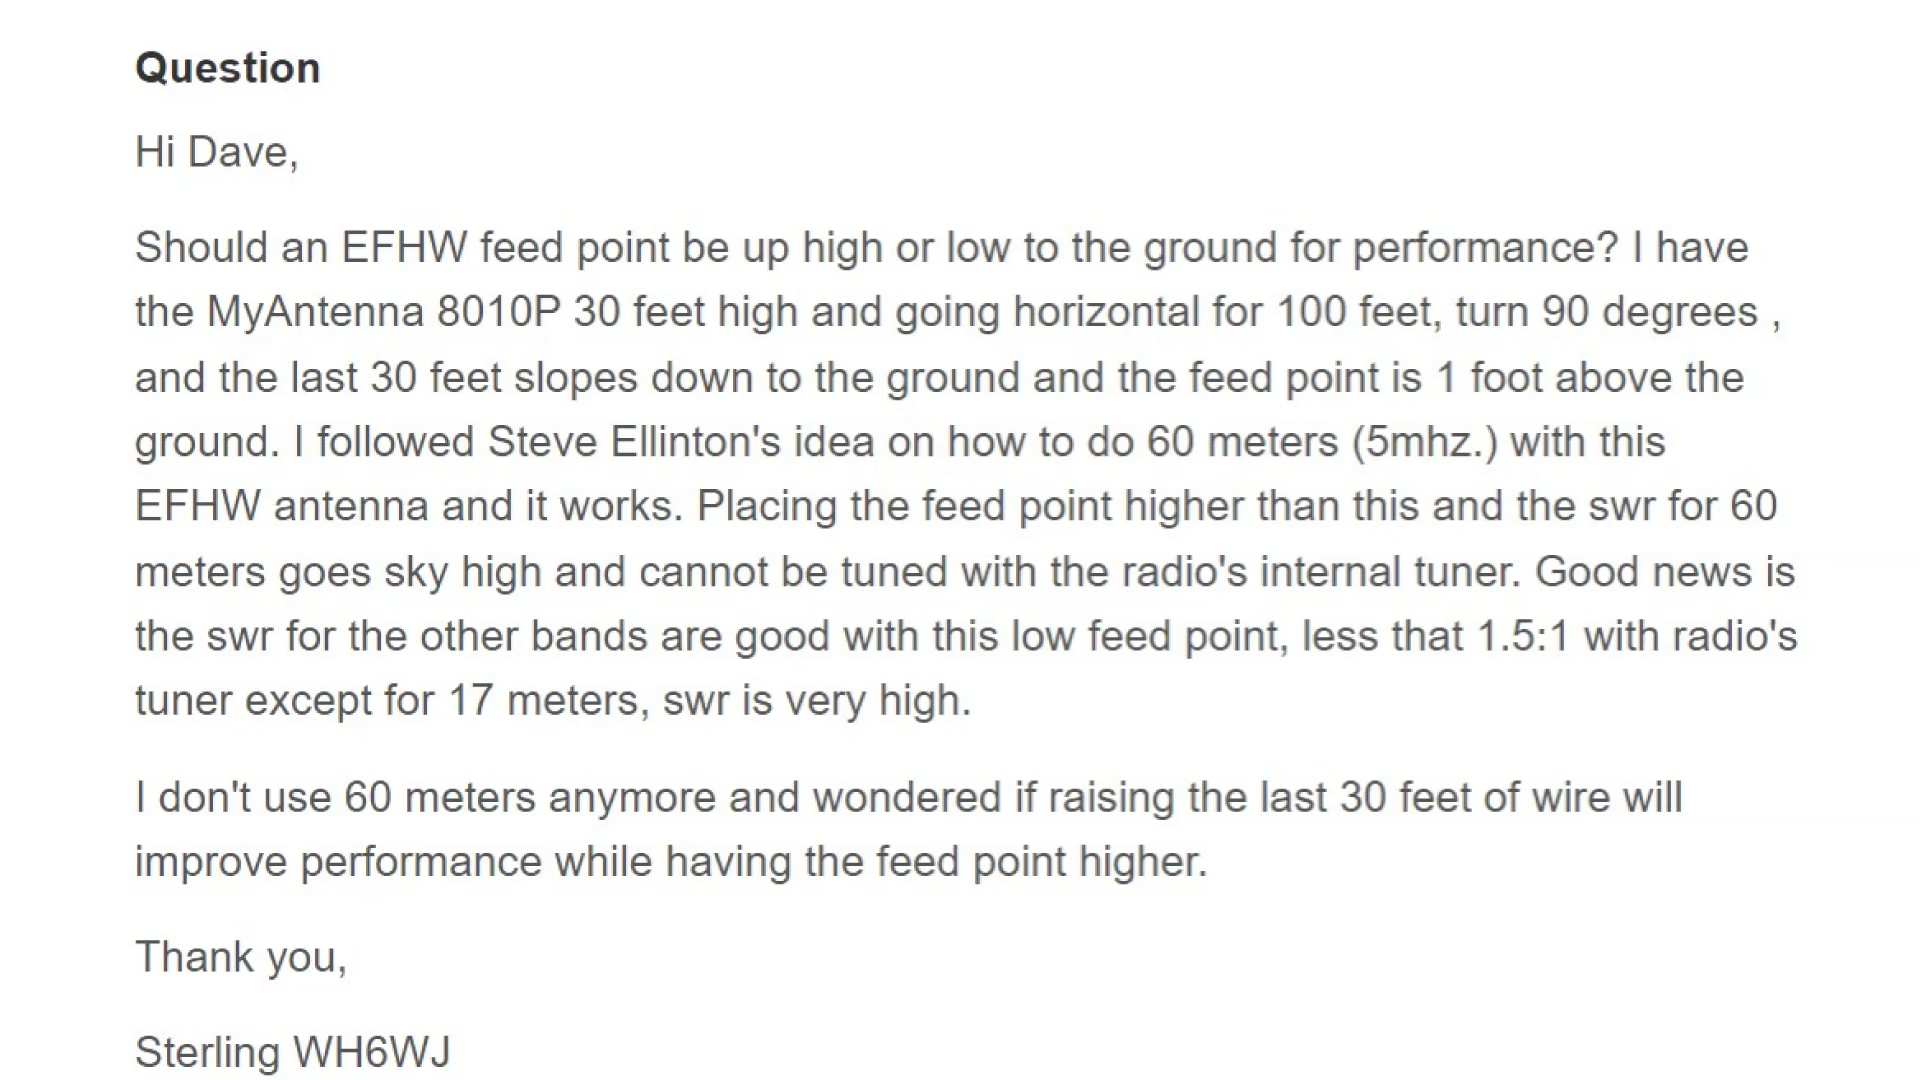 Question
Hi Dave,
Should an EFHW feed point be up high or low to the ground for performance? I have
the MyAntenna 8010P 30 feet high and going horizontal for 100 feet, turn 90 degrees ,
and the last 30 feet slopes down to the ground and the feed point is 1 foot above the
ground. I followed Steve Ellinton's idea on how to do 60 meters (5mhz.) with this
EFHW antenna and it works. Placing the feed point higher than this and the swr for 60
meters goes sky high and cannot be tuned with the radio's internal tuner. Good news is
the swr for the other bands are good with this low feed point, less that 1.5:1 with radio's
tuner except for 17 meters, swr is very high.
I don't use 60 meters anymore and wondered if raising the last 30 feet of wire will
improve performance while having the feed point higher.
Thank you,
Sterling WH6WJ